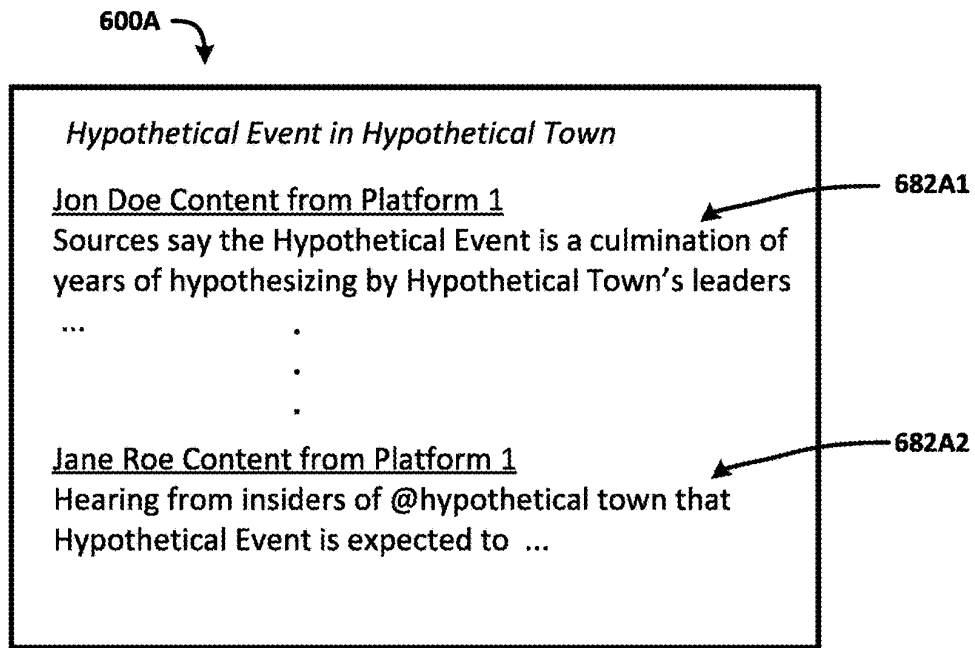 600A
Hypothetical Event in Hypothetical Town
Jon Doe Content from Platform 1
682A1
Sources say the Hypothetical Event is a culmination of
years of hypothesizing by Hypothetical Town's leaders
...
.
.
.
Jane Roe Content from Platform 1
682A2
Hearing from insiders of @hypothetical town that
Hypothetical Event is expected to ...